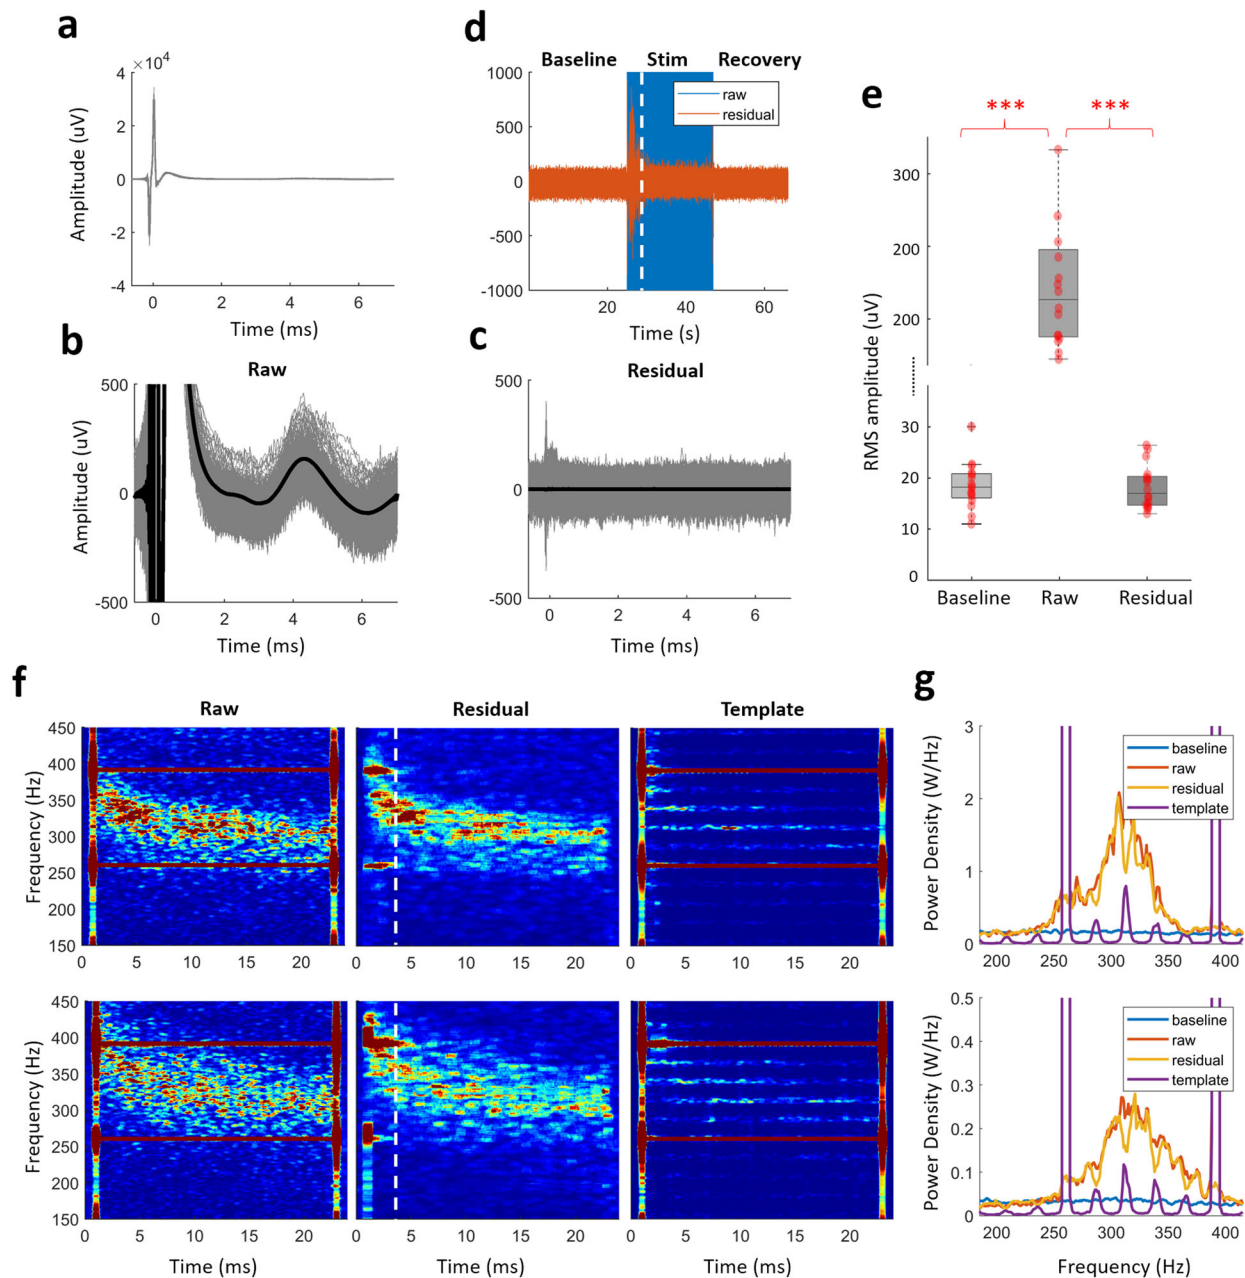 a
×10⁴
4
2
0
-2
-4
Amplitude (uV)
0 2 4 6
Time (ms)
d
Baseline Stim Recovery
raw
residual
1000
500
0
-500
-1000
20 40 60
Time (s)
e
*** ***
RMS amplitude (uV)
300
200
200
30
20
10
0
Baseline Raw Residual
b
Raw
500
0
-500
Amplitude (uV)
0 2 4 6
Time (ms)
c
Residual
500
0
-500
0 2 4 6
Time (ms)
f
Raw Residual Template
Frequency (Hz)
450
400
350
300
250
200
150
0 5 10 15 20
0 5 10 15 20
0 5 10 15 20
Frequency (Hz)
450
400
350
300
250
200
150
0 5 10 15 20
0 5 10 15 20
0 5 10 15 20
Time (ms) Time (ms) Time (ms)
g
Power Density (W/Hz)
3
2
1
0
baseline
raw
residual
template
200 250 300 350 400
Power Density (W/Hz)
0.5
0.4
0.3
0.2
0.1
0
baseline
raw
residual
template
200 250 300 350 400
Frequency (Hz)